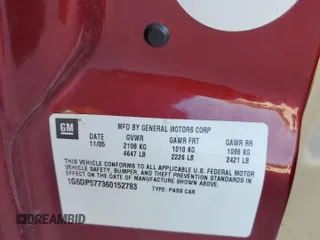 GM
MFD BY GENERAL MOTORS CORP
DATE GVWR GAWR FRT GAWR RR
11/05 2108 KG 1010 KG 1098 KG
4647 LB 2226 LB 2421 LB
THIS VEHICLE CONFORMS TO ALL APPLICABLE U.S. FEDERAL MOTOR
VEHICLE SAFETY, BUMPER, AND THEFT PREVENTION STANDARDS
IN EFFECT ON THE DATE OF MANUFACTURE SHOWN ABOVE.
1G6DP577360152783 TYPE: PASS CAR
DREAMBID